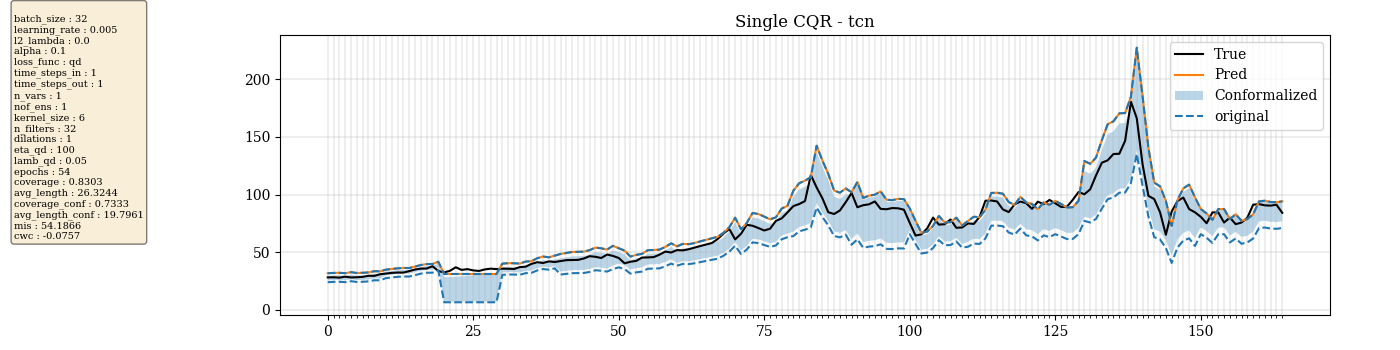 batch_size : 32
learning_rate : 0.005
l2_lambda : 0.0
alpha : 0.1
loss_func : qd
time_steps_in : 1
time_steps_out : 1
n_vars : 1
nof_ens : 1
kernel_size : 6
n_filters : 32
dilations : 1
eta_qd : 100
lamb_qd : 0.05
epochs : 54
coverage : 0.8303
avg_length : 26.3244
coverage_conf : 0.7333
avg_length_conf : 19.7961
mis : 54.1866
cwc : -0.0757
Single CQR - tcn
True
Pred
Conformalized
original
200
150
100
50
0
0 25 50 75 100 125 150